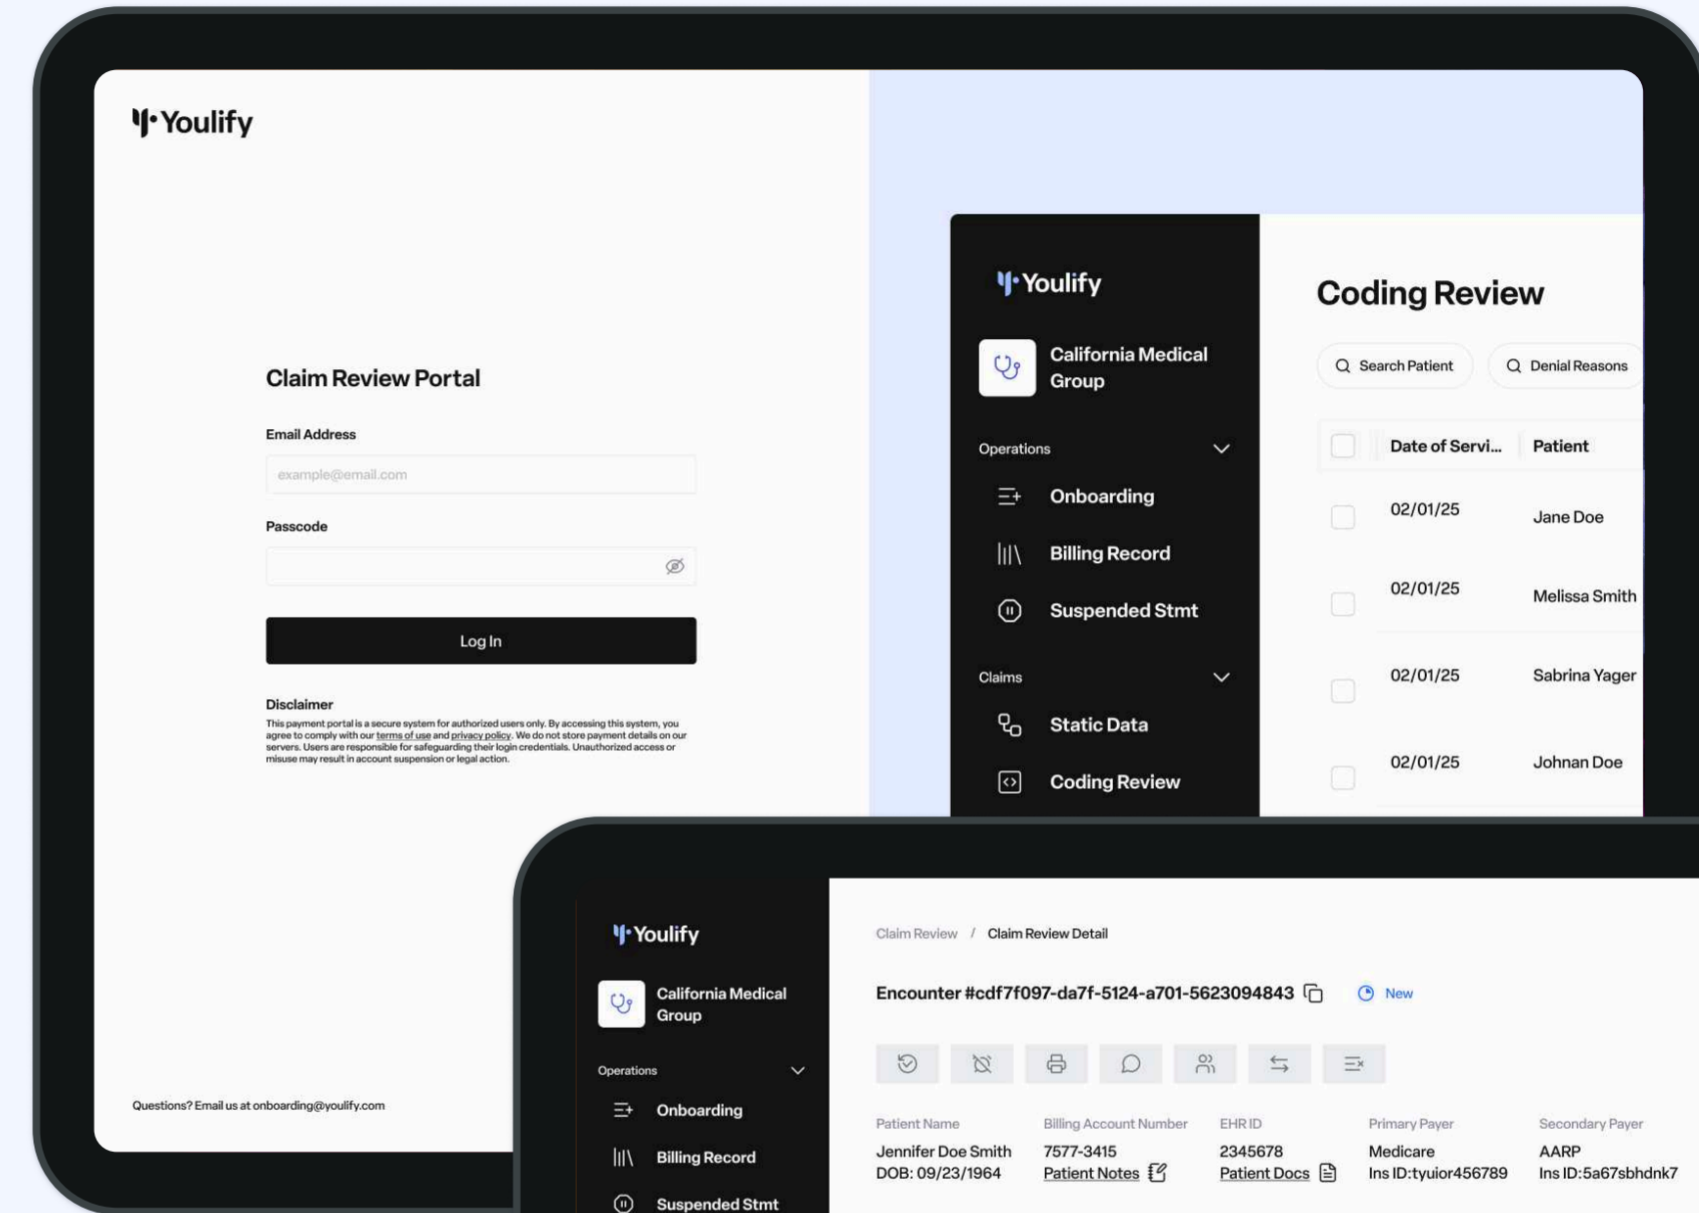 Youlify
Claim Review Portal
Email Address
example@email.com
Passcode
Log In
Disclaimer
This payment portal is a secure system for authorized users only. By accessing this system, you
agree to comply with our terms of use and privacy policy. We do not store payment details on our
servers. Users are responsible for safeguarding their login credentials. Unauthorized access or
misuse may result in account suspension or legal action.
Questions? Email us at onboarding@youlify.com
Youlify
California Medical
Group
Operations
Onboarding
Billing Record
Suspended Stmt
Claims
Static Data
Coding Review
Coding Review
Search Patient
Denial Reasons
Date of Servi... Patient
02/01/25 Jane Doe
02/01/25 Melissa Smith
02/01/25 Sabrina Yager
02/01/25 Johnan Doe
Youlify
California Medical
Group
Operations
Onboarding
Billing Record
Suspended Stmt
Claim Review / Claim Review Detail
Encounter #cdf7f097-da7f-5124-a701-5623094843 New
Patient Name Billing Account Number EHR ID Primary Payer Secondary Payer
Jennifer Doe Smith 7577-3415 2345678 Medicare AARP
DOB: 09/23/1964 Patient Notes Patient Docs Ins ID:tyuior456789 Ins ID:5a67sbhdnk7